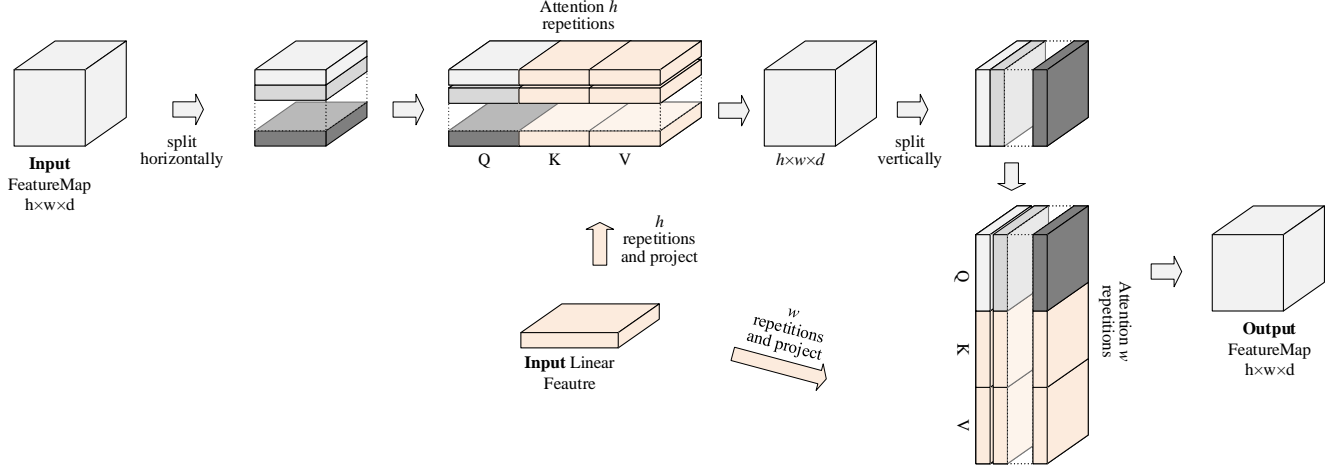 Attention h
repetitions
Input
FeatureMap
h×w×d
split
horizontally
Q
K
V
h×w×d
split
vertically
h
repetitions
and project
Input Linear
Feautre
w
repetitions
and project
Q
K
V
Attention w
repetitions
Output
FeatureMap
h×w×d